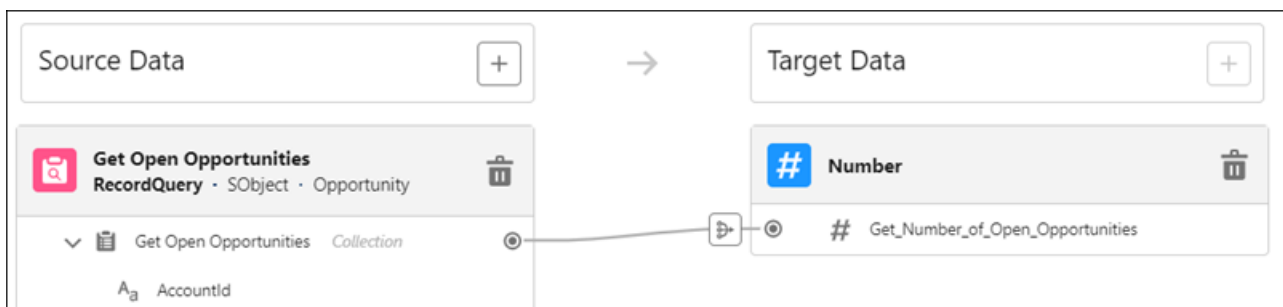 Source Data
Target Data
Get Open Opportunities
RecordQuery · SObject · Opportunity
Number
Get Open Opportunities Collection
Get_Number_of_Open_Opportunities
AccountId